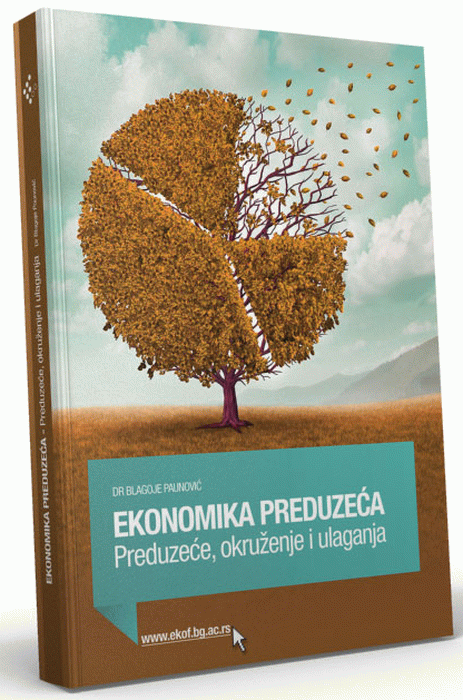 DR BLAGOJE PAUNOVIĆ
EKONOMIKA PREDUZEĆA
Preduzeće, okruženje i ulaganja
www.ekof.bg.ac.rs
EKONOMIKA PREDUZEĆA - Preduzeće, okruženje i ulaganja Dr Blagoje Paunović